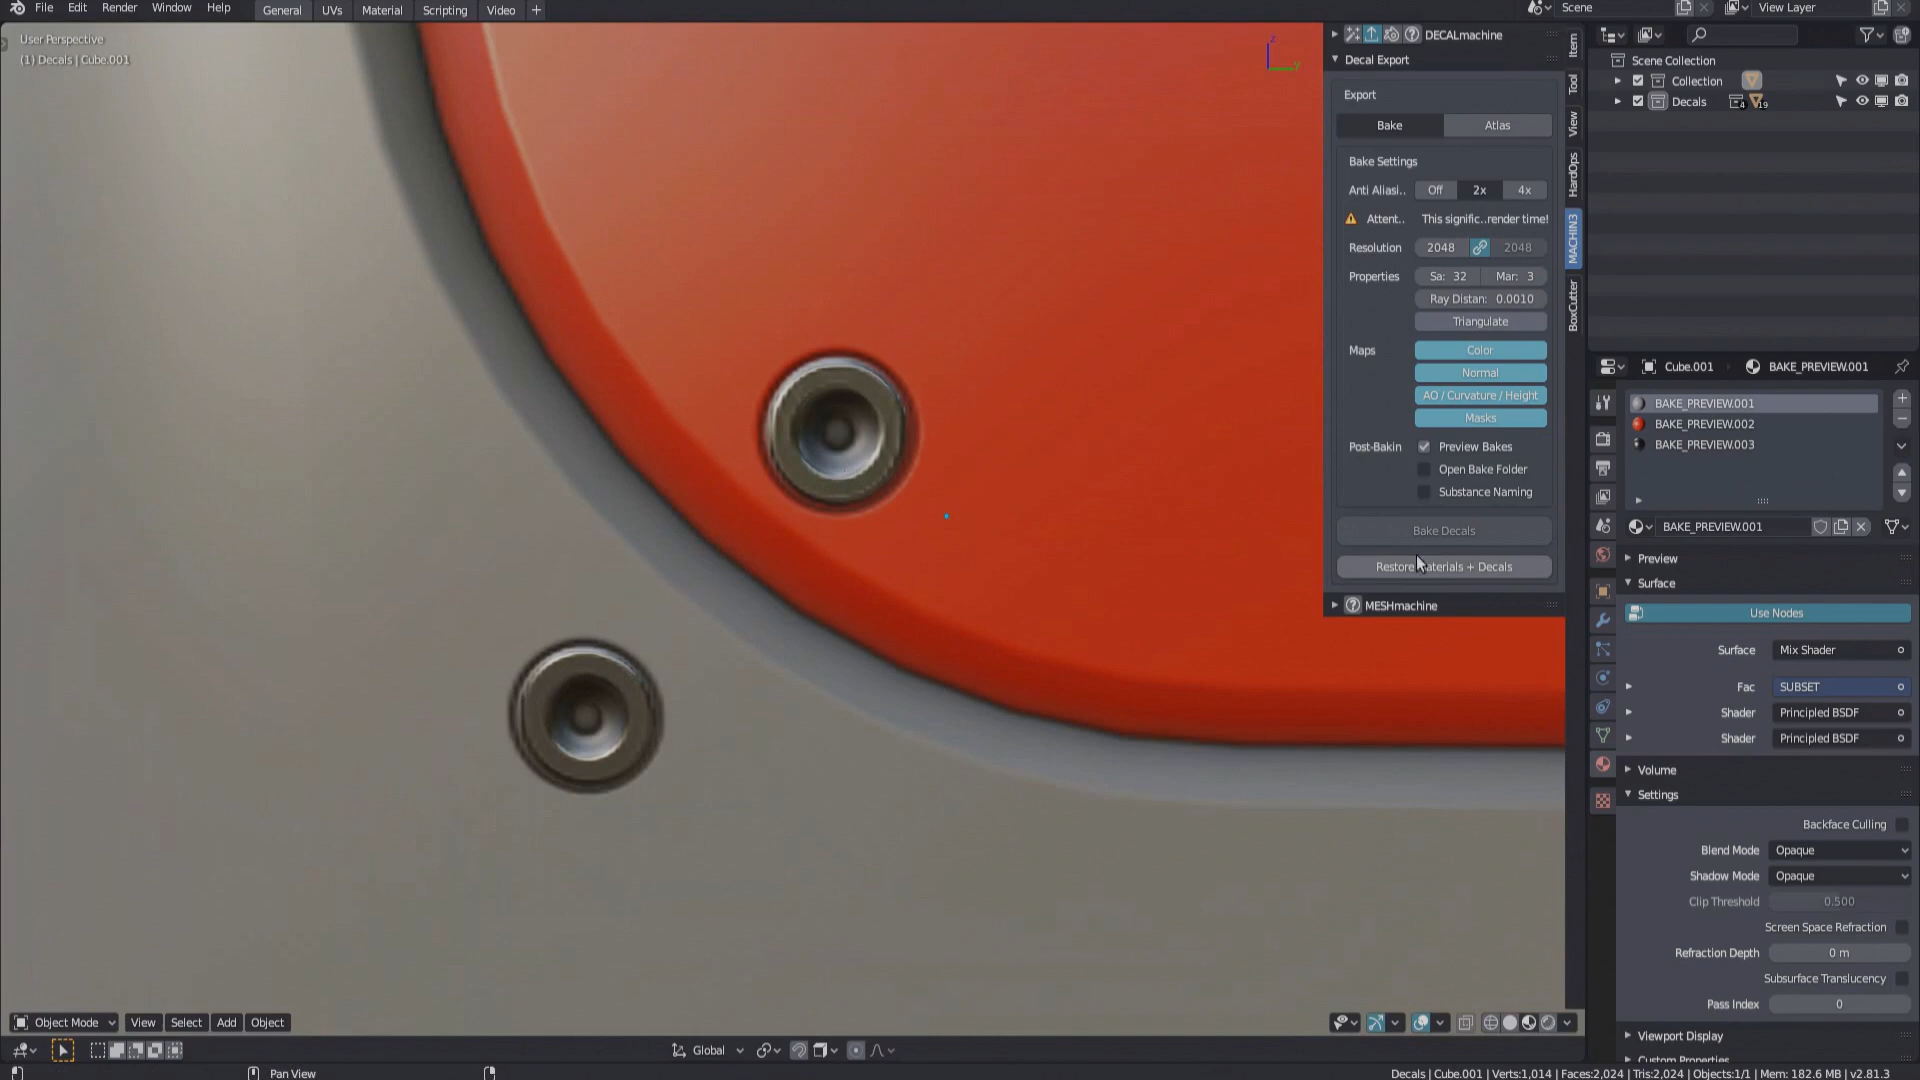 File Edit Render Window Help General UVs Material Scripting Video + Scene View Layer
User Perspective
(1) Decals | Cube.001
z
Y
DECALmachine
Decal Export
Export
Bake Atlas
Bake Settings
Anti Aliasi.. Off 2x 4x
Attent.. This signific..render time!
Resolution 2048 2048
Properties Sa: 32 Mar: 3
Ray Distan: 0.0010
Triangulate
Maps Color
Normal
AO / Curvature / Height
Masks
Post-Bakin Preview Bakes
Open Bake Folder
Substance Naming
Bake Decals
MESHmachine
Item
Tool
View
HardOps
MACHIN3
BoxCutter
Scene Collection
Collection
Decals 4 19
Cube.001 BAKE_PREVIEW.001
BAKE_PREVIEW.001
BAKE_PREVIEW.002
BAKE_PREVIEW.003
BAKE_PREVIEW.001
Preview
Surface
Use Nodes
Surface Mix Shader
Fac SUBSET
Shader Principled BSDF
Shader Principled BSDF
Volume
Settings
Backface Culling
Blend Mode Opaque
Shadow Mode Opaque
Clip Threshold 0.500
Screen Space Refraction
Refraction Depth 0 m
Subsurface Translucency
Pass Index 0
Viewport Display
Custom Properties
Object Mode View Select Add Object
Global
Pan View
Decals | Cube.001 | Verts:1,014 | Faces:2,024 | Tris:2,024 | Objects:1/1 | Mem: 182.6 MB | v2.81.3